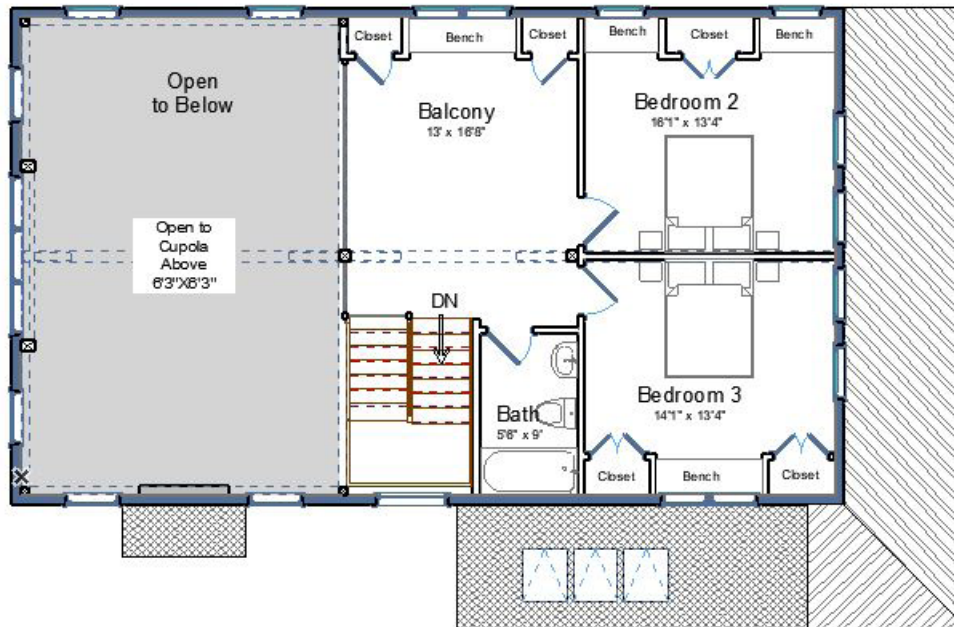 Closet
Bench
Closet
Bench
Closet
Bench
Open
to Below
Balcony
13' x 16'8"
Bedroom 2
16'1" x 13'4"
Open to
Cupola
Above
6'3"X6'3"
DN
Bath
5'6" x 9'
Bedroom 3
14'1" x 13'4"
Closet
Bench
Closet